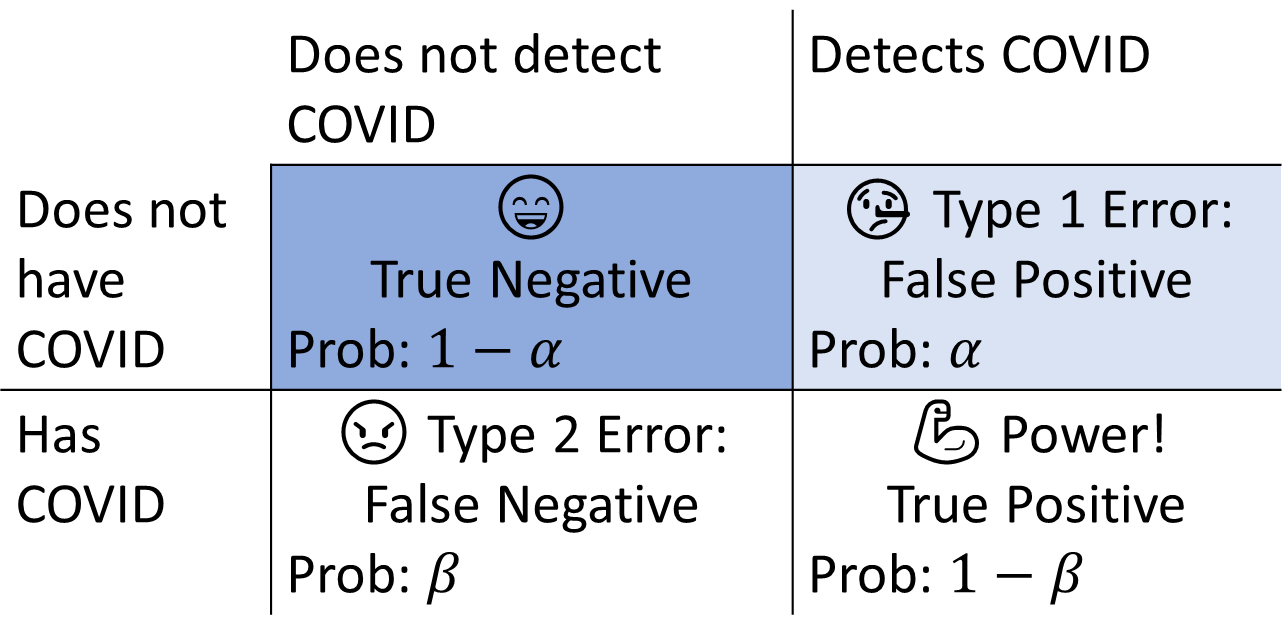 Does not detect
COVID
Detects COVID
Does not
have
COVID
True Negative
Prob: 1 − α
Type 1 Error:
False Positive
Prob: α
Has
COVID
Type 2 Error:
False Negative
Prob: β
Power!
True Positive
Prob: 1 − β